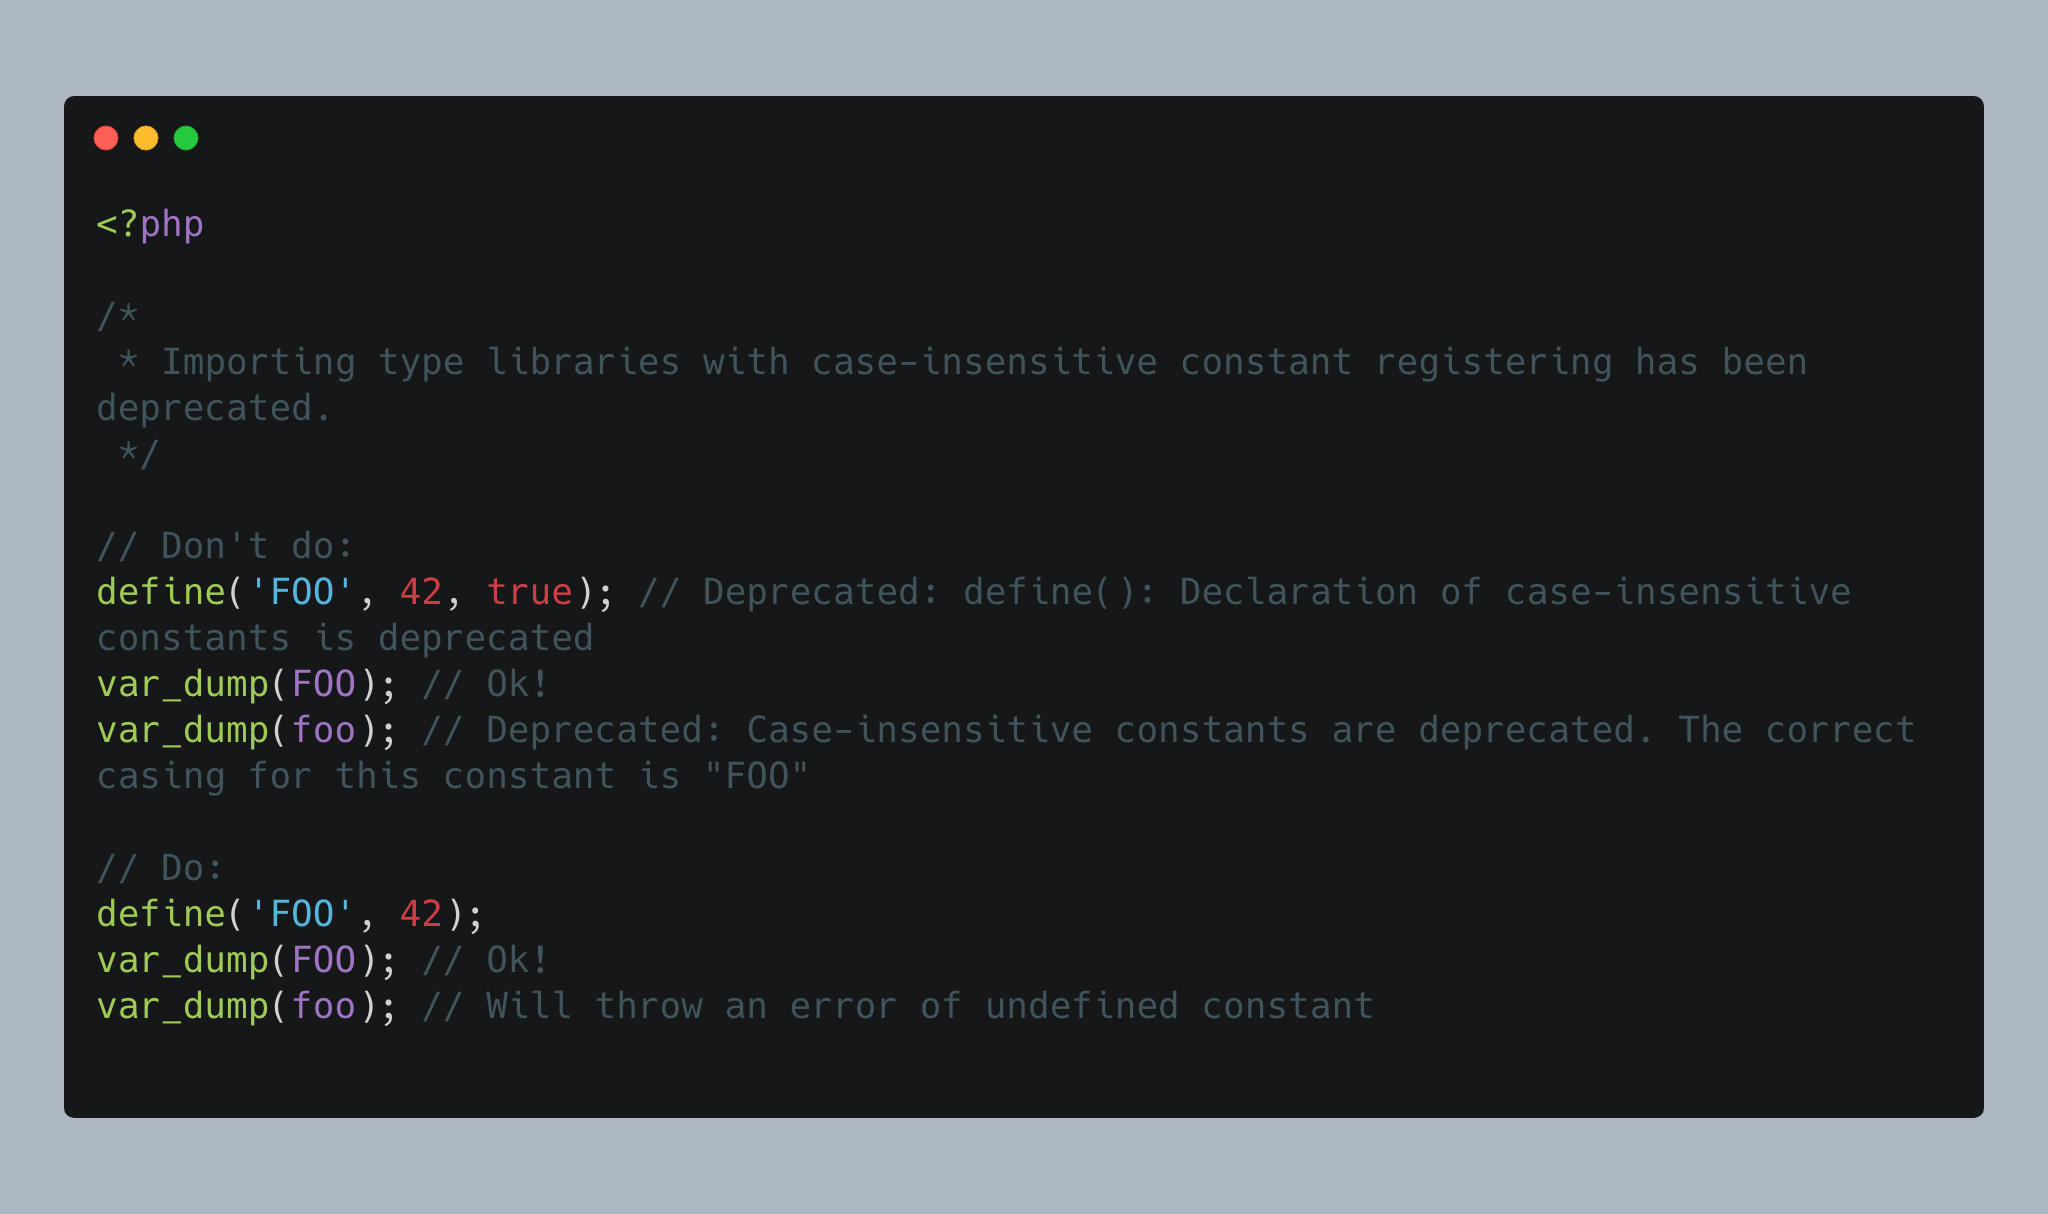 <?php
/*
 * Importing type libraries with case-insensitive constant registering has been
deprecated.
 */
// Don't do:
define('FOO', 42, true); // Deprecated: define(): Declaration of case-insensitive
constants is deprecated
var_dump(FOO); // Ok!
var_dump(foo); // Deprecated: Case-insensitive constants are deprecated. The correct
casing for this constant is "FOO"
// Do:
define('FOO', 42);
var_dump(FOO); // Ok!
var_dump(foo); // Will throw an error of undefined constant